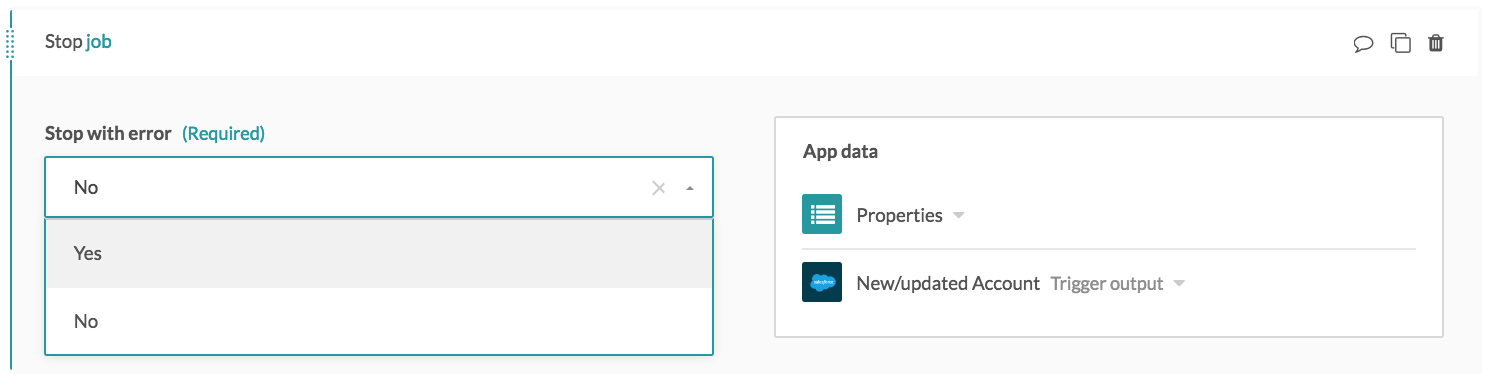 Stop job
Stop with error (Required)
No
Yes
No
App data
Properties
salesforce
New/updated Account Trigger output